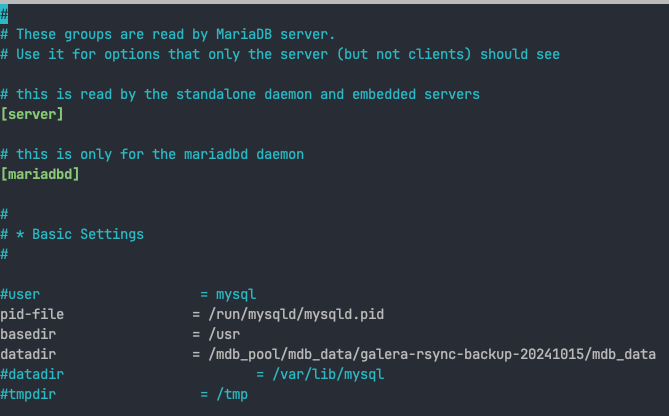 #
# These groups are read by MariaDB server.
# Use it for options that only the server (but not clients) should see
# this is read by the standalone daemon and embedded servers
[server]
# this is only for the mariadbd daemon
[mariadbd]
#
# * Basic Settings
#
#user                    = mysql
pid-file                = /run/mysqld/mysqld.pid
basedir                 = /usr
datadir                 = /mdb_pool/mdb_data/galera-rsync-backup-20241015/mdb_data
#datadir                        = /var/lib/mysql
#tmpdir                  = /tmp